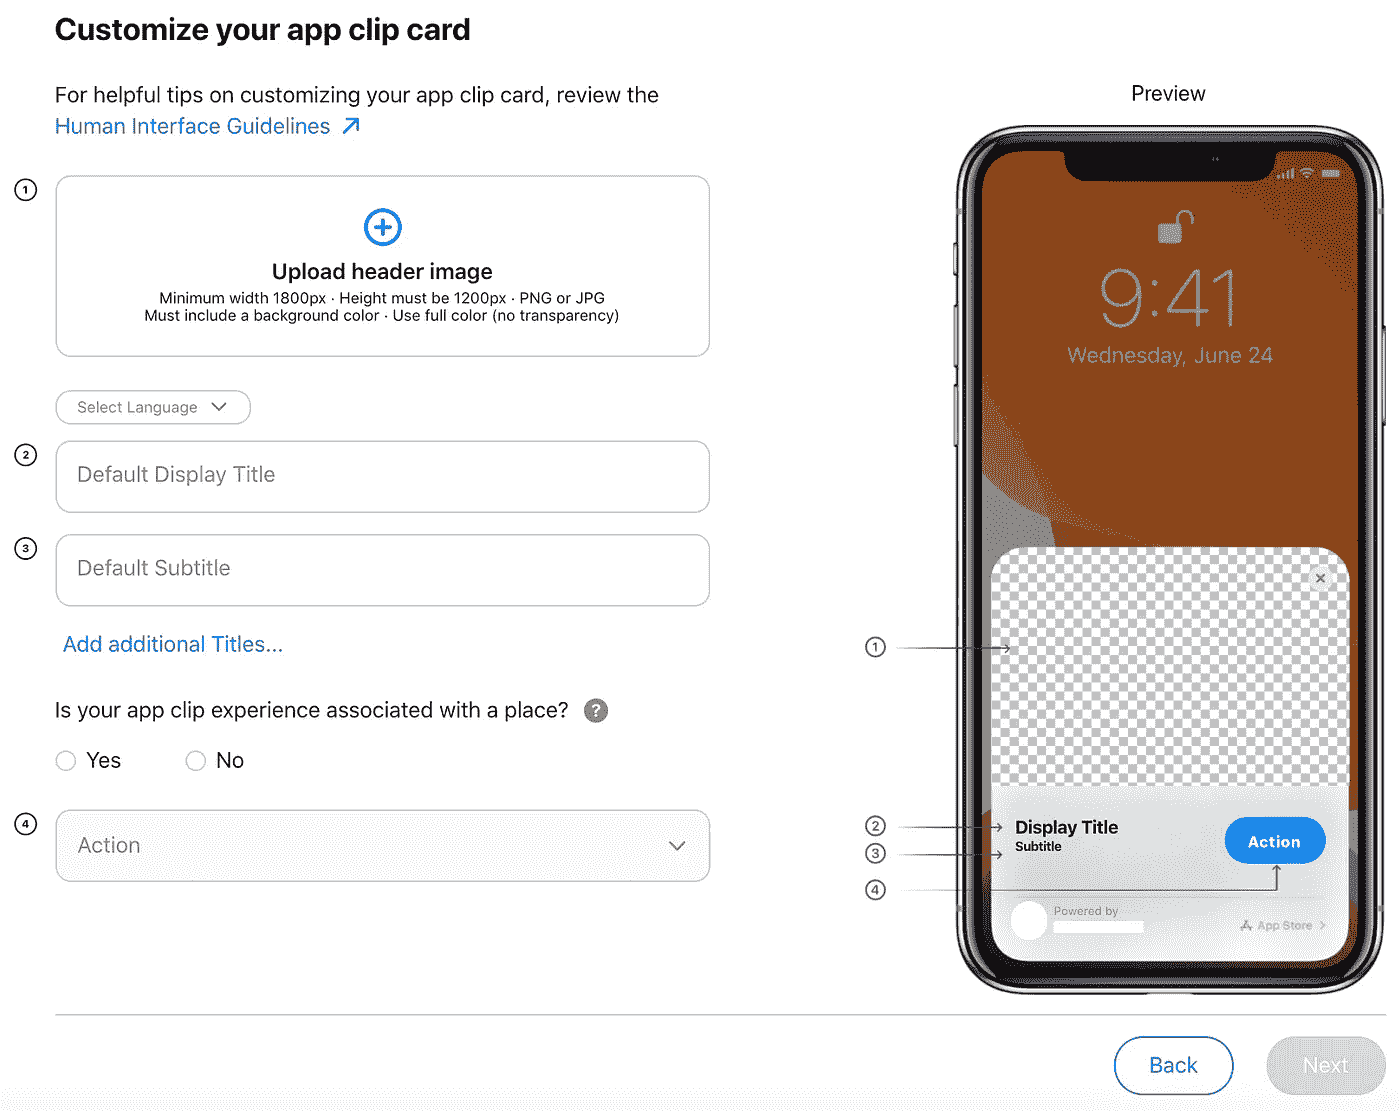 Customize your app clip card
For helpful tips on customizing your app clip card, review the
Human Interface Guidelines
1
Upload header image
Minimum width 1800px · Height must be 1200px · PNG or JPG
Must include a background color · Use full color (no transparency)
Select Language
2
Default Display Title
3
Default Subtitle
Add additional Titles...
Is your app clip experience associated with a place? ?
Yes No
4
Action
Preview
9:41
Wednesday, June 24
1
2
Display Title
3
Subtitle
Action
4
Powered by
App Store
Back
Next